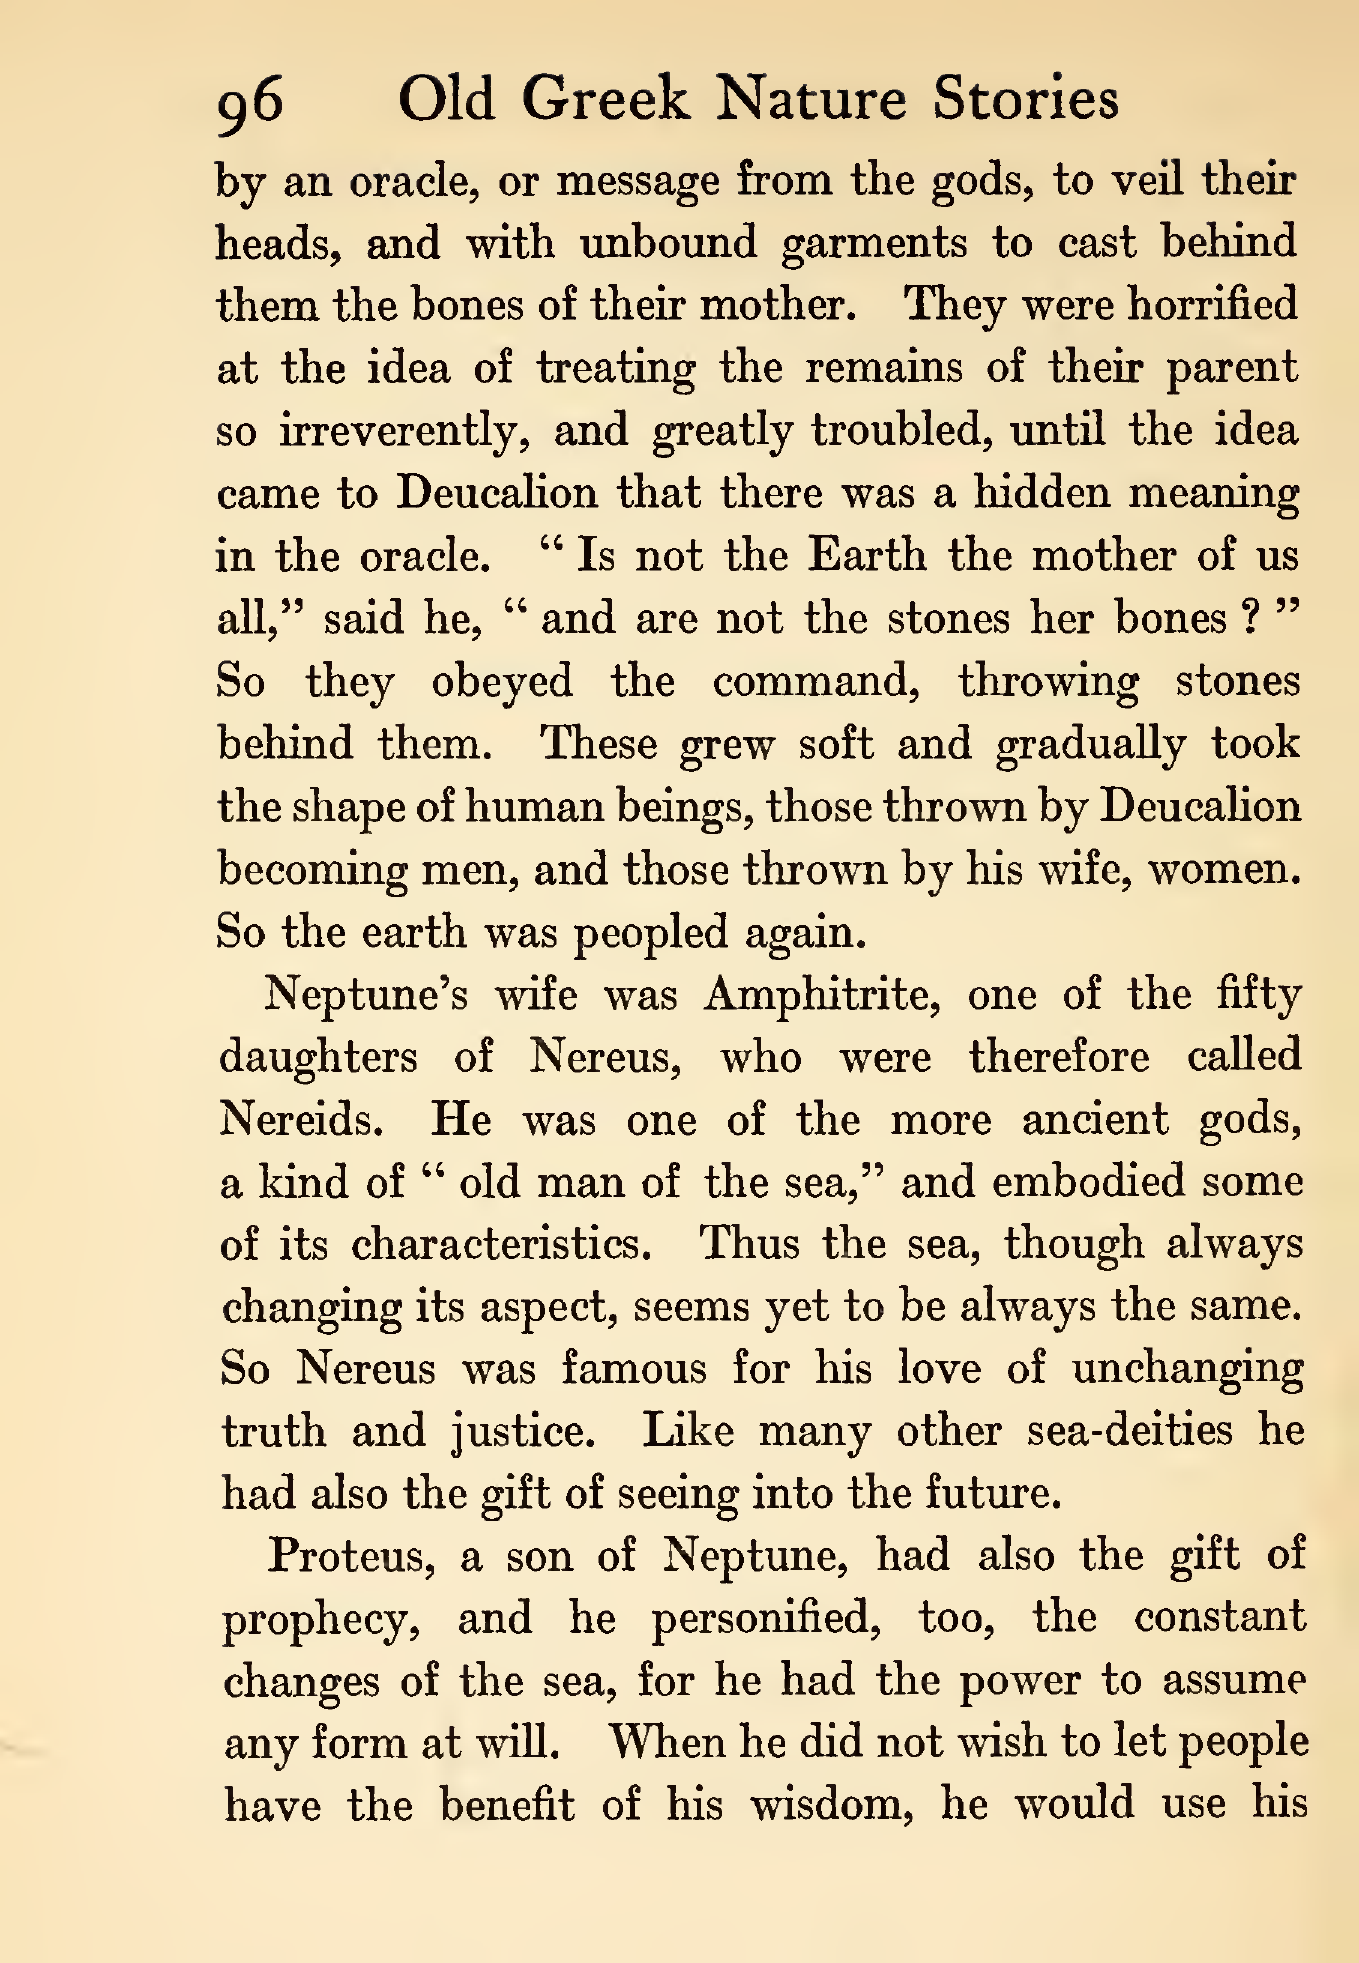 96 Old Greek Nature Stories
by an oracle, or message from the gods, to veil their
heads, and with unbound garments to cast behind
them the bones of their mother. They were horrified
at the idea of treating the remains of their parent
so irreverently, and greatly troubled, until the idea
came to Deucalion that there was a hidden meaning
in the oracle. “ Is not the Earth the mother of us
all,” said he, “ and are not the stones her bones ? ”
So they obeyed the command, throwing stones
behind them. These grew soft and gradually took
the shape of human beings, those thrown by Deucalion
becoming men, and those thrown by his wife, women.
So the earth was peopled again.
Neptune’s wife was Amphitrite, one of the fifty
daughters of Nereus, who were therefore called
Nereids. He was one of the more ancient gods,
a kind of “ old man of the sea,” and embodied some
of its characteristics. Thus the sea, though always
changing its aspect, seems yet to be always the same.
So Nereus was famous for his love of unchanging
truth and justice. Like many other sea-deities he
had also the gift of seeing into the future.
Proteus, a son of Neptune, had also the gift of
prophecy, and he personified, too, the constant
changes of the sea, for he had the power to assume
any form at will. When he did not wish to let people
have the benefit of his wisdom, he would use his